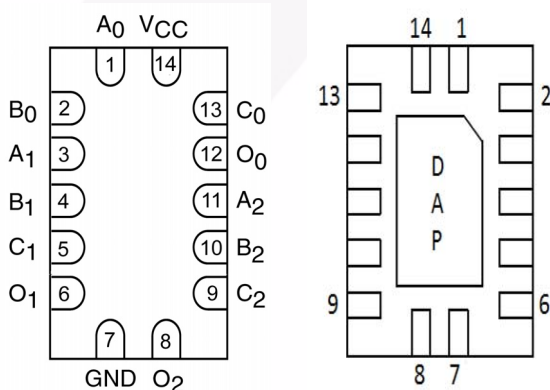 A0 VCC
1 14
B0 2 13 C0
A1 3 12 O0
B1 4 11 A2
C1 5 10 B2
O1 6 9 C2
7 8
GND O2
14 1
13 2
D
A
P
9 6
8 7